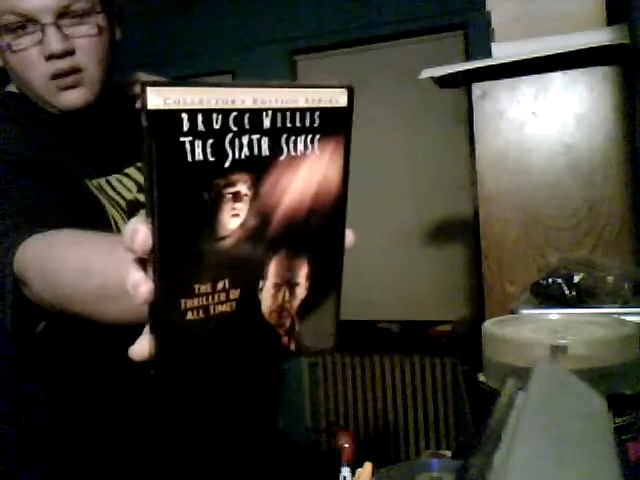 COLLECTOR'S EDITION SERIES
BRUCE WILLIS
THE SIXTH SENSE
THE #1
THRILLER OF
ALL TIME!